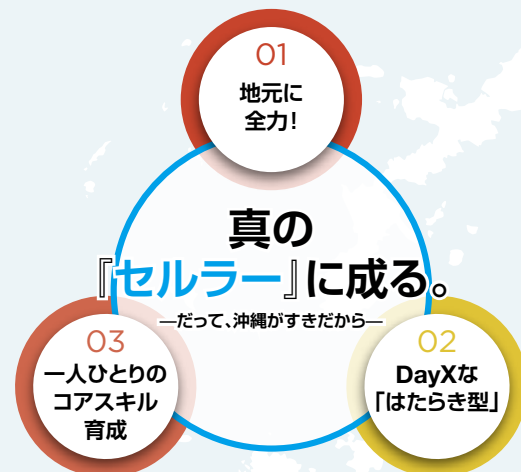 01
地元に
全力!
真の
『セルラー』に成る。
―だって、沖縄がすきだから―
03
一人ひとりの
コアスキル
育成
02
DayXな
「はたらき型」